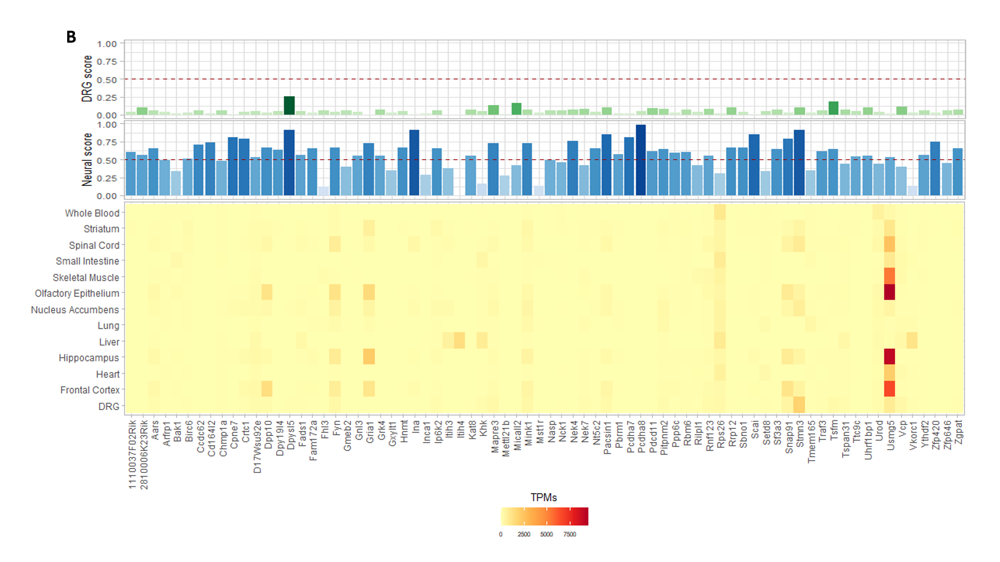 B
DRG score
1.00
0.75
0.50
0.25
0.00
Neural score
1.00
0.75
0.50
0.25
0.00
Whole Blood
Striatum
Spinal Cord
Small Intestine
Skeletal Muscle
Olfactory Epithelium
Nucleus Accumbens
Lung
Liver
Hippocampus
Heart
Frontal Cortex
DRG
1110037F02Rik
2810006K23Rik
Aars
Arfrp1
Bak1
Birc6
Ccdc62
Cd164l2
Chmp1a
Cpne7
Crtc1
D17Wsu92e
Dpp10
Dpy19l4
Dpysl5
Fads1
Fam172a
Fhl3
Fyn
Gmeb2
Gnl3
Gria1
Grk4
Gxylt1
Hnmt
Ina
Inca1
Ip6k2
Itih3
Itih4
Kat8
Khk
Mapre3
Mettl21b
Micall2
Mink1
Mst1r
Nasp
Nck1
Nek4
Nek7
Nt5c2
Pacsin1
Pbrm1
Pcdha7
Pcdha8
Pdcd11
Pitpnm2
Ppp6c
Rbm6
Rilpl1
Rnf123
Rps26
Rrp12
Sbno1
Scai
Setd8
Sf3a3
Snap91
Stmn3
Tmem165
Traf3
Tsfm
Tspan31
Ttc9c
Uhrf1bp1
Urod
Usmg5
Vcp
Vkorc1
Ythdf2
Zfp420
Zfp646
Zgpat
TPMs
0 2500 5000 7500